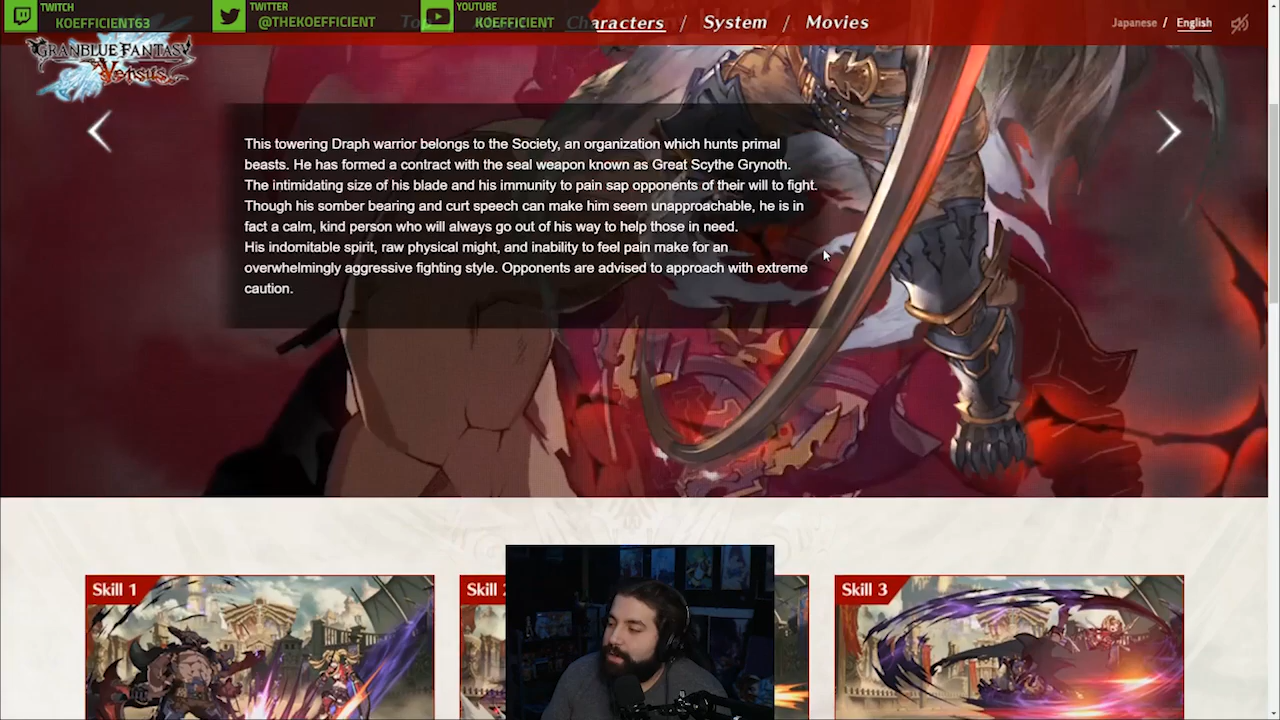 TWITCH
KOEFFICIENT63
TWITTER
@THEKOEFFICIENT
YOUTUBE
KOEFFICIENT
Top
Characters / System / Movies
Japanese / English
GRANBLUE FANTASY
Versus
This towering Draph warrior belongs to the Society, an organization which hunts primal
beasts. He has formed a contract with the seal weapon known as Great Scythe Grynoth.
The intimidating size of his blade and his immunity to pain sap opponents of their will to fight.
Though his somber bearing and curt speech can make him seem unapproachable, he is in
fact a calm, kind person who will always go out of his way to help those in need.
His indomitable spirit, raw physical might, and inability to feel pain make for an
overwhelmingly aggressive fighting style. Opponents are advised to approach with extreme
caution.
Skill 1
Skill
Skill 3